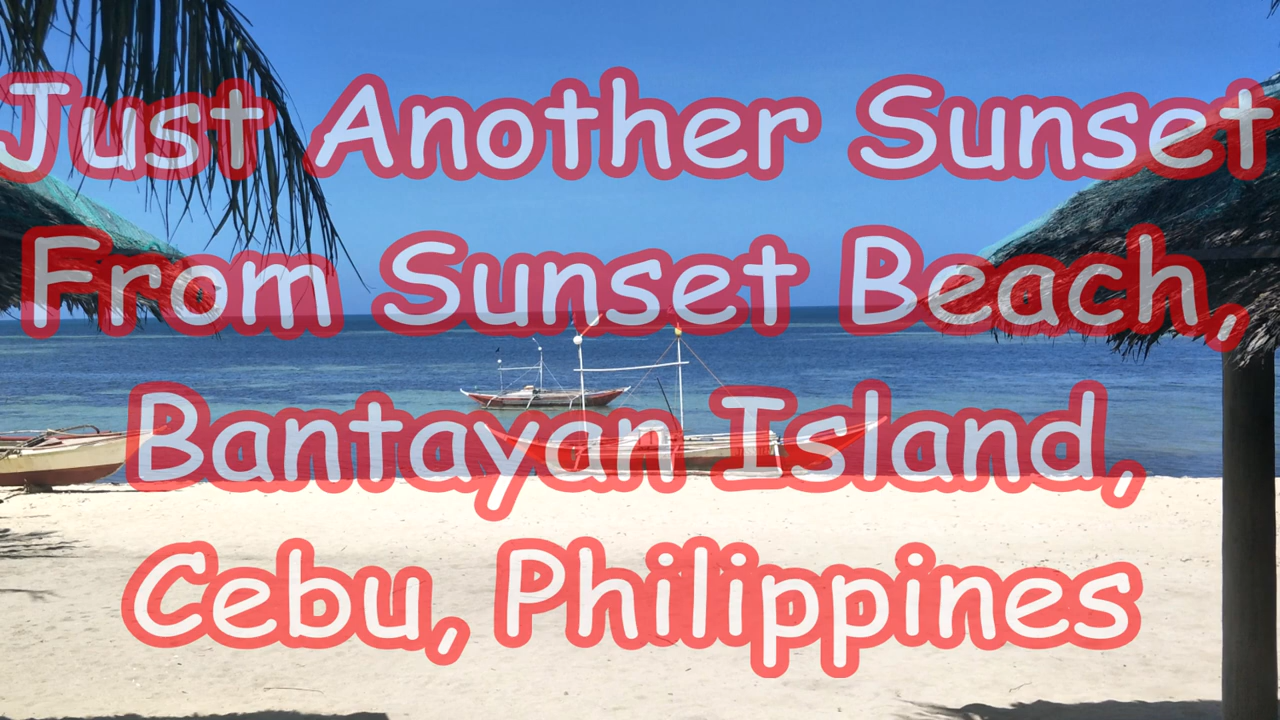 Just Another Sunset
From Sunset Beach,
Bantayan Island,
Cebu, Philippines